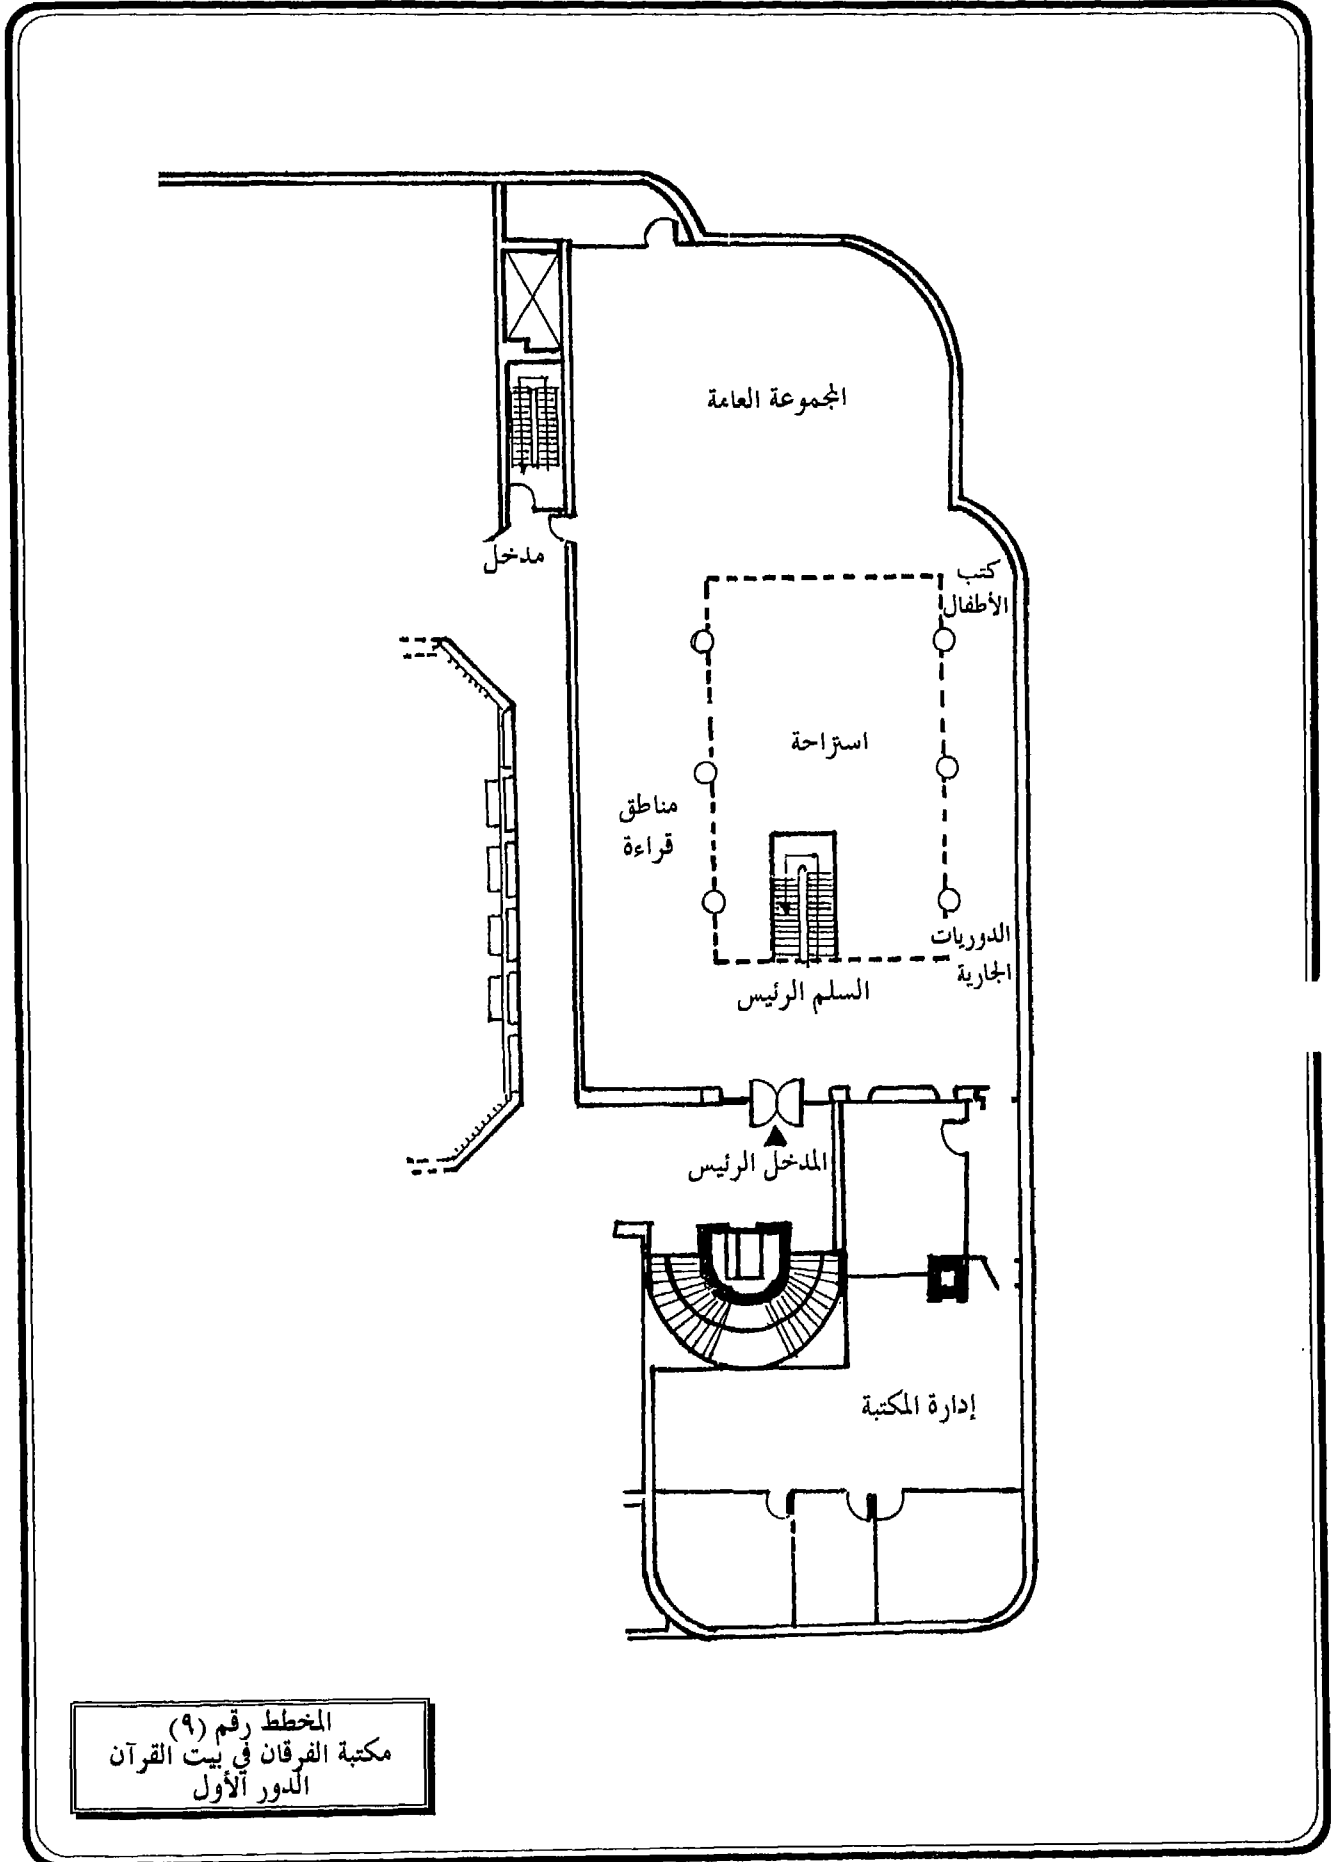 المجموعة العامة
مدخل
كتب
الأطفال
استراحة
مناطق
قراءة
الدوريات
الجارية
السلم الرئيس
المدخل الرئيس
إدارة المكتبة
المخطط رقم (٩)
مكتبة الفرقان في بيت القرآن
الدور الأول